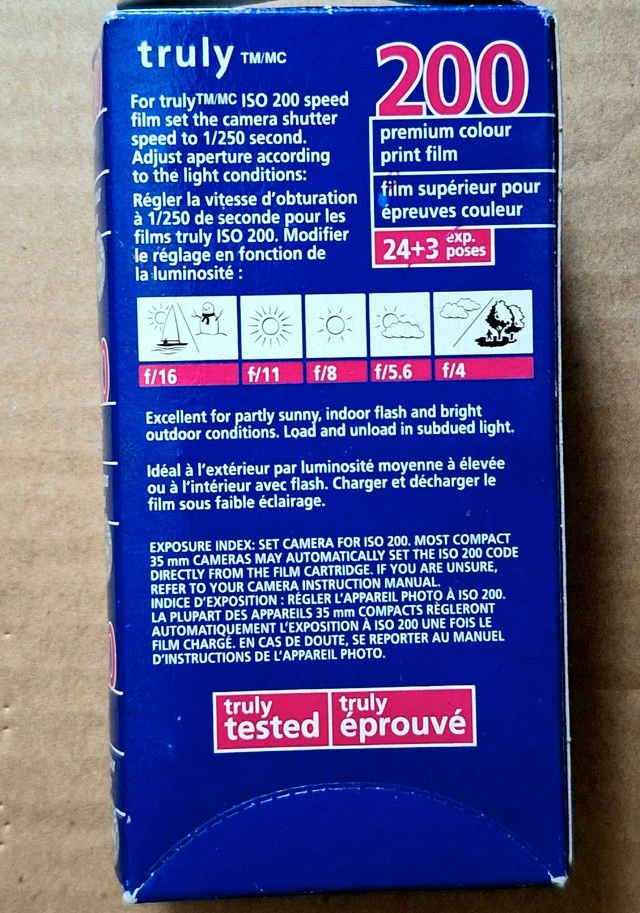 truly TM/MC
200
For trulyTM/MC ISO 200 speed
film set the camera shutter
speed to 1/250 second.
Adjust aperture according
to the light conditions:
Régler la vitesse d'obturation
à 1/250 de seconde pour les
films truly ISO 200. Modifier
le réglage en fonction de
la luminosité :
premium colour
print film
film supérieur pour
épreuves couleur
24+3 exp.
poses
f/16 f/11 f/8 f/5.6 f/4
Excellent for partly sunny, indoor flash and bright
outdoor conditions. Load and unload in subdued light.
Idéal à l'extérieur par luminosité moyenne à élevée
ou à l'intérieur avec flash. Charger et décharger le
film sous faible éclairage.
EXPOSURE INDEX: SET CAMERA FOR ISO 200. MOST COMPACT
35 mm CAMERAS MAY AUTOMATICALLY SET THE ISO 200 CODE
DIRECTLY FROM THE FILM CARTRIDGE. IF YOU ARE UNSURE,
REFER TO YOUR CAMERA INSTRUCTION MANUAL.
INDICE D'EXPOSITION : RÉGLER L'APPAREIL PHOTO À ISO 200.
LA PLUPART DES APPAREILS 35 mm COMPACTS RÈGLERONT
AUTOMATIQUEMENT L'EXPOSITION À ISO 200 UNE FOIS LE
FILM CHARGÉ. EN CAS DE DOUTE, SE REPORTER AU MANUEL
D'INSTRUCTIONS DE L'APPAREIL PHOTO.
truly
tested
truly
éprouvé